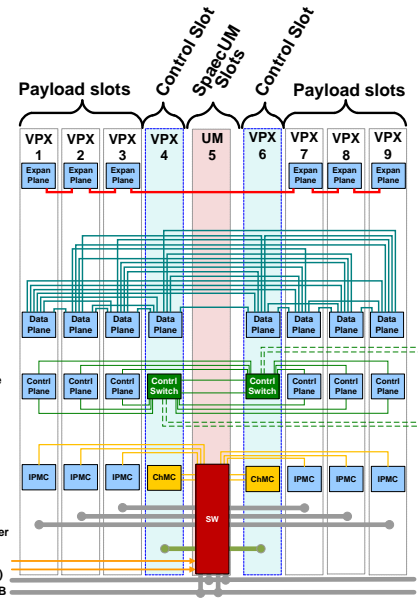 Control Slot
SpaecUM
Slots
Control Slot
Payload slots
Payload slots
VPX
1
VPX
2
VPX
3
VPX
4
UM
5
VPX
6
VPX
7
VPX
8
VPX
9
Expan
Plane
Expan
Plane
Expan
Plane
Expan
Plane
Expan
Plane
Expan
Plane
Data
Plane
Data
Plane
Data
Plane
Data
Plane
Data
Plane
Data
Plane
Data
Plane
Data
Plane
Contrl
Plane
Contrl
Plane
Contrl
Plane
Contrl
Switch
Contrl
Switch
Contrl
Plane
Contrl
Plane
Contrl
Plane
IPMC
IPMC
IPMC
ChMC
SW
ChMC
IPMC
IPMC
IPMC
er
)
B